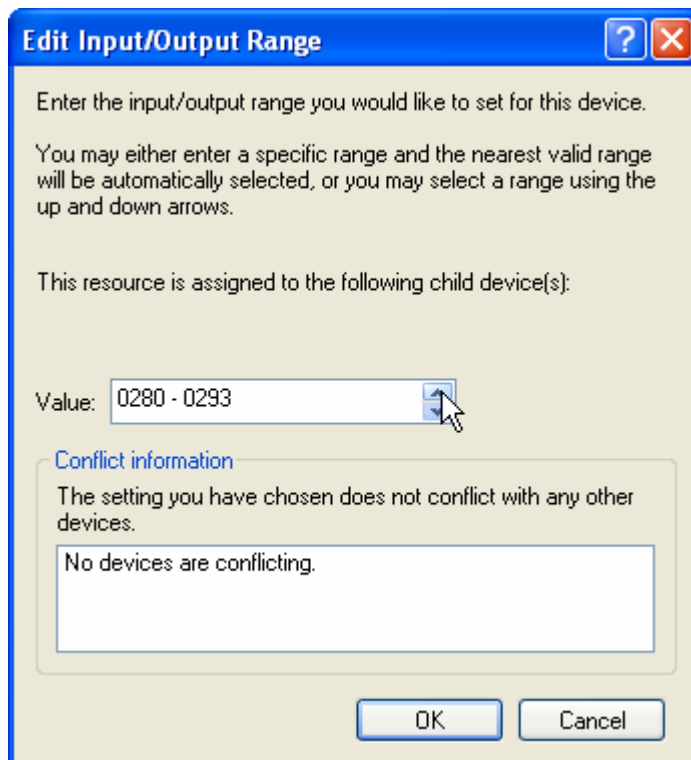 Edit Input/Output Range
Enter the input/output range you would like to set for this device.
You may either enter a specific range and the nearest valid range
will be automatically selected, or you may select a range using the
up and down arrows.
This resource is assigned to the following child device(s):
Value: 0280 - 0293
Conflict information
The setting you have chosen does not conflict with any other
devices.
No devices are conflicting.
OK Cancel